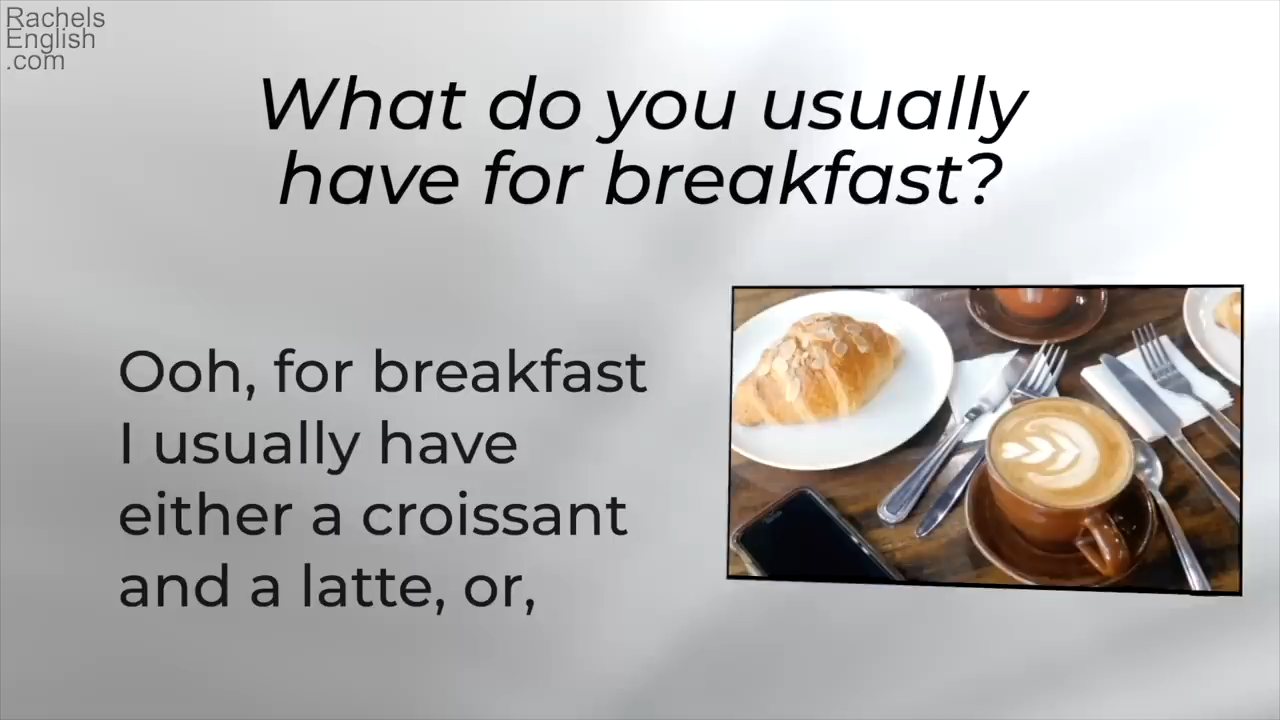 Rachels
English
.com
What do you usually
have for breakfast?
Ooh, for breakfast
I usually have
either a croissant
and a latte, or,